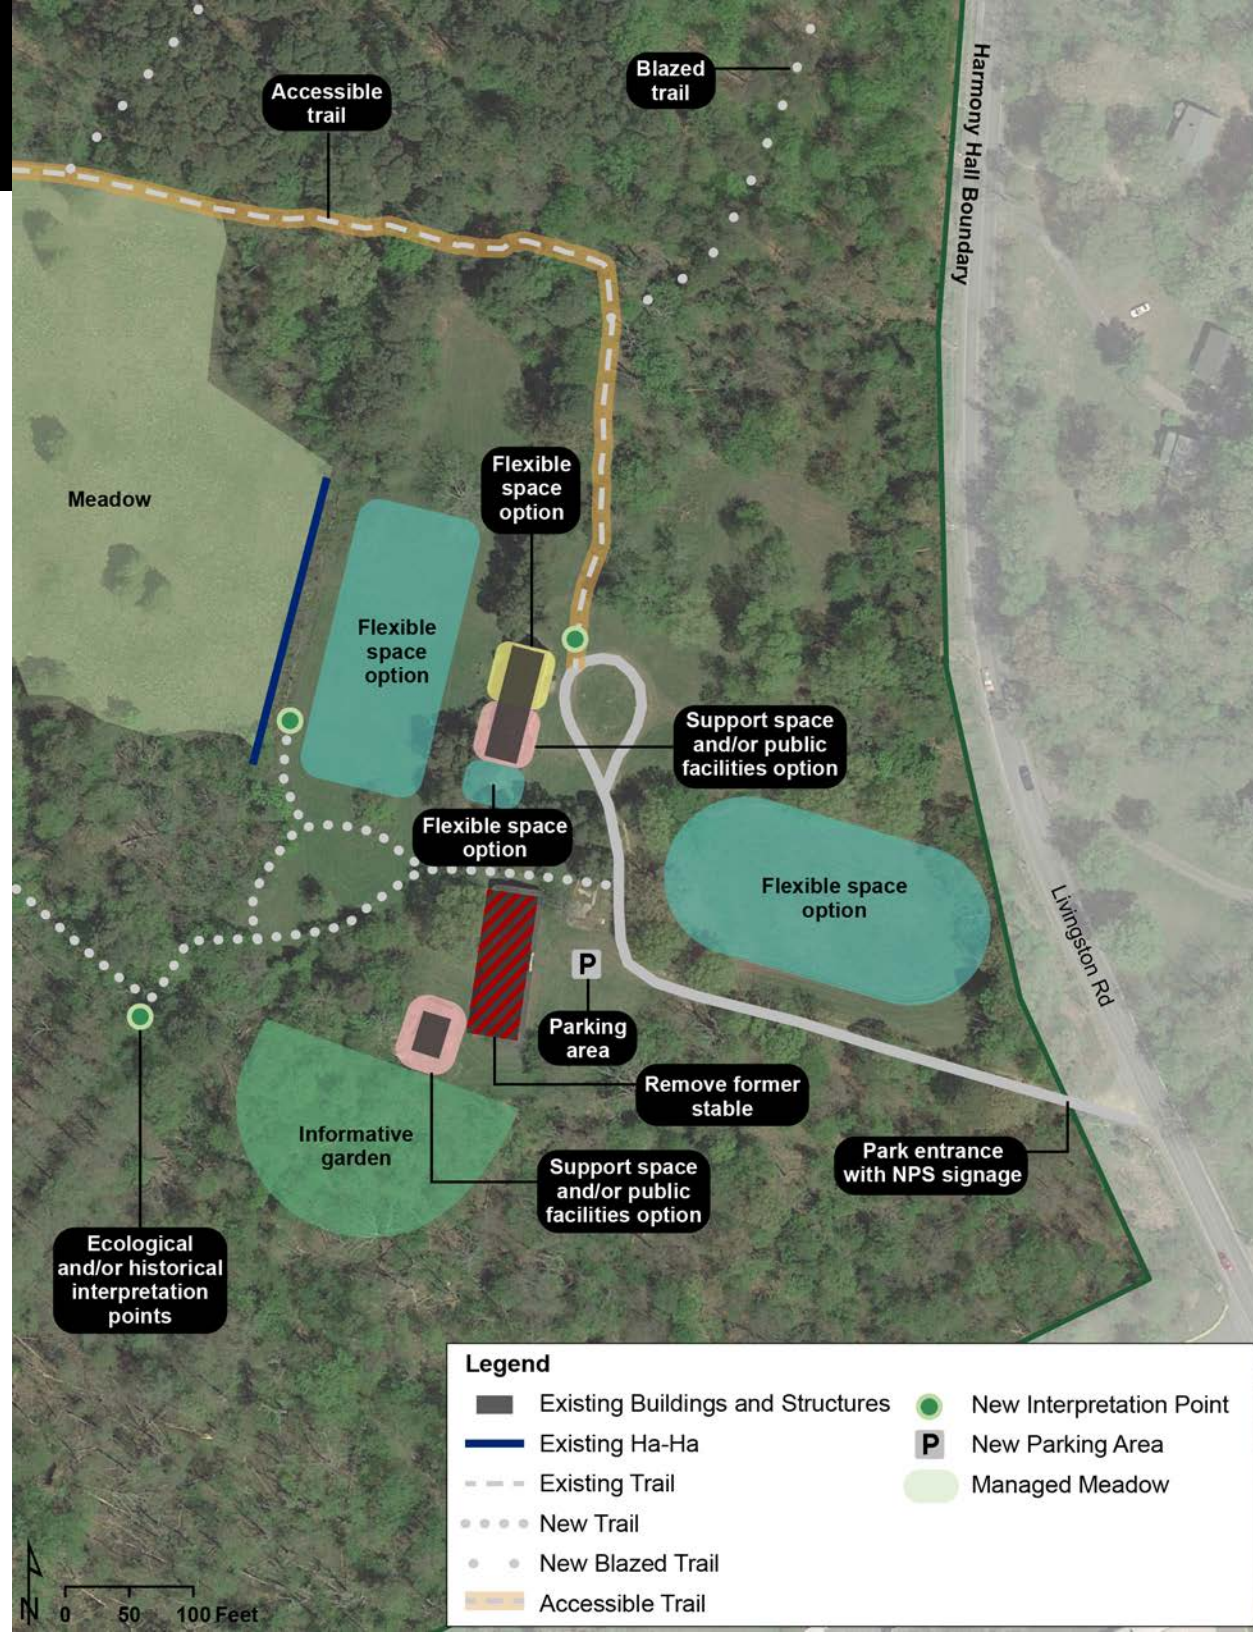 Accessible
trail
Blazed
trail
Harmony Hall Boundary
Flexible
space
option
Meadow
Flexible
space
option
Support space
and/or public
facilities option
Flexible space
option
Flexible space
option
Livingston Rd
P
Parking
area
Remove former
stable
Informative
garden
Park entrance
with NPS signage
Support space
and/or public
facilities option
Ecological
and/or historical
interpretation
points
Legend
Existing Buildings and Structures
Existing Ha-Ha
Existing Trail
New Trail
New Blazed Trail
Accessible Trail
New Interpretation Point
P New Parking Area
Managed Meadow
N 0 50 100 Feet